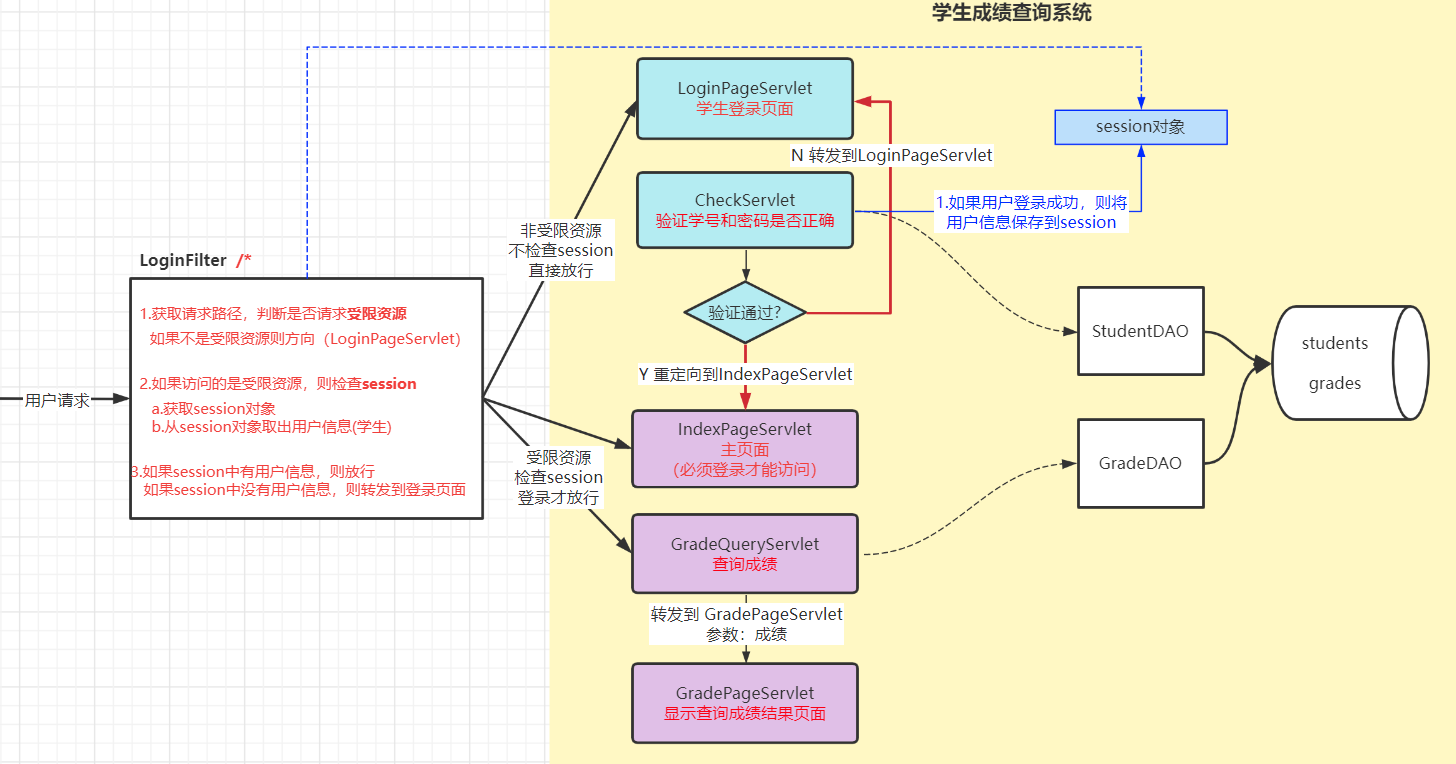 学生成绩查询系统
LoginPageServlet
学生登录页面
session对象
N 转发到LoginPageServlet
CheckServlet
验证学号和密码是否正确
1.如果用户登录成功，则将
用户信息保存到session
非受限资源
不检查session
直接放行
LoginFilter /*
1.获取请求路径，判断是否请求受限资源
如果不是受限资源则方向（LoginPageServlet）
2.如果访问的是受限资源，则检查session
a.获取session对象
b.从session对象取出用户信息(学生)
3.如果session中有用户信息，则放行
如果session中没有用户信息，则转发到登录页面
用户请求
验证通过?
StudentDAO
students
grades
Y 重定向到IndexPageServlet
IndexPageServlet
主页面
（必须登录才能访问）
受限资源
检查session
登录才放行
GradeDAO
GradeQueryServlet
查询成绩
转发到 GradePageServlet
参数：成绩
GradePageServlet
显示查询成绩结果页面